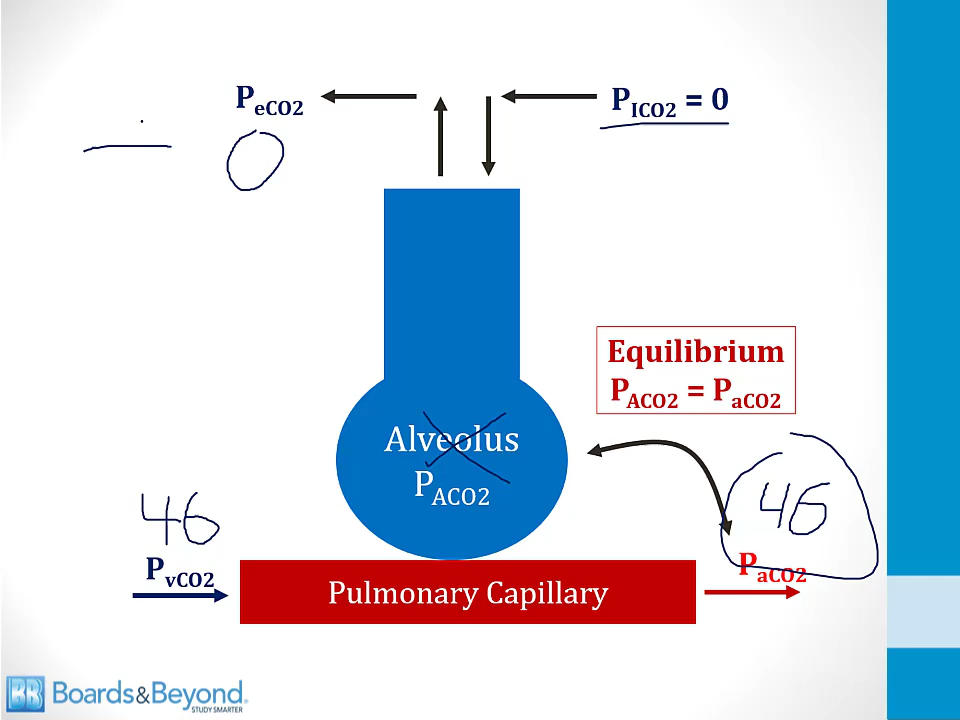 PeCO2
PICO2 = 0
0
Equilibrium
PACO2 = PaCO2
Alveolus
PACO2
46
46
PvCO2
PaCO2
Pulmonary Capillary
BB Boards&Beyond.
STUDY SMARTER